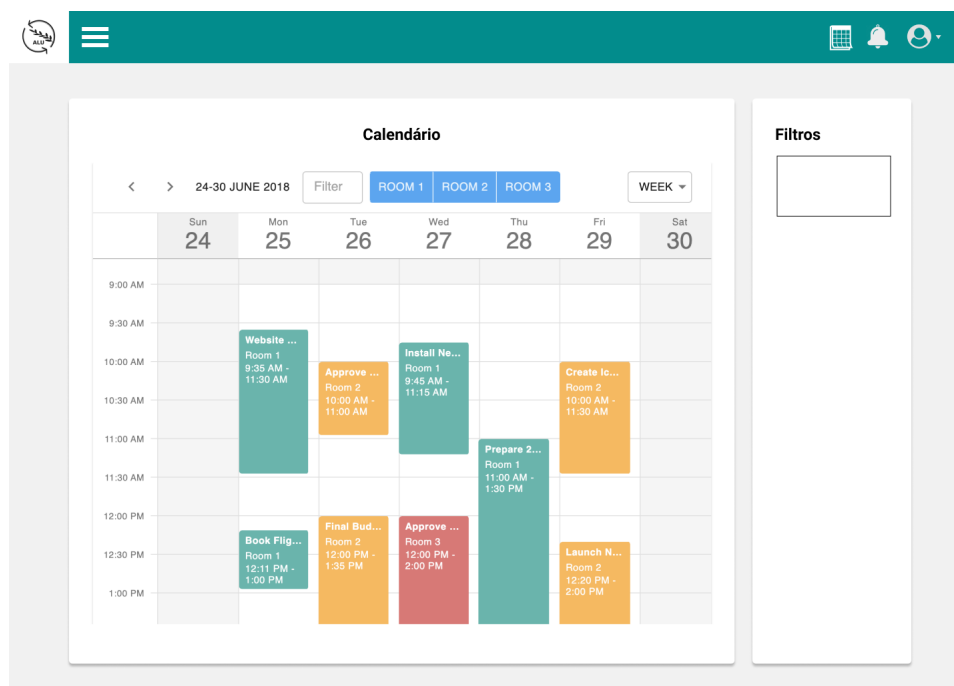 ALU
Calendário
Filtros
24-30 JUNE 2018
Filter
ROOM 1
ROOM 2
ROOM 3
WEEK
Sun
24
Mon
25
Tue
26
Wed
27
Thu
28
Fri
29
Sat
30
9:00 AM
9:30 AM
10:00 AM
10:30 AM
11:00 AM
11:30 AM
12:00 PM
12:30 PM
1:00 PM
Website ...
Room 1
9:35 AM -
11:30 AM
Book Flig...
Room 1
12:11 PM -
1:00 PM
Approve ...
Room 2
10:00 AM -
11:00 AM
Final Bud...
Room 2
12:00 PM -
1:35 PM
Install Ne...
Room 1
9:45 AM -
11:15 AM
Approve ...
Room 3
12:00 PM -
2:00 PM
Prepare 2...
Room 1
11:00 AM -
1:30 PM
Create Ic...
Room 2
10:00 AM -
11:30 AM
Launch N...
Room 2
12:20 PM -
2:00 PM